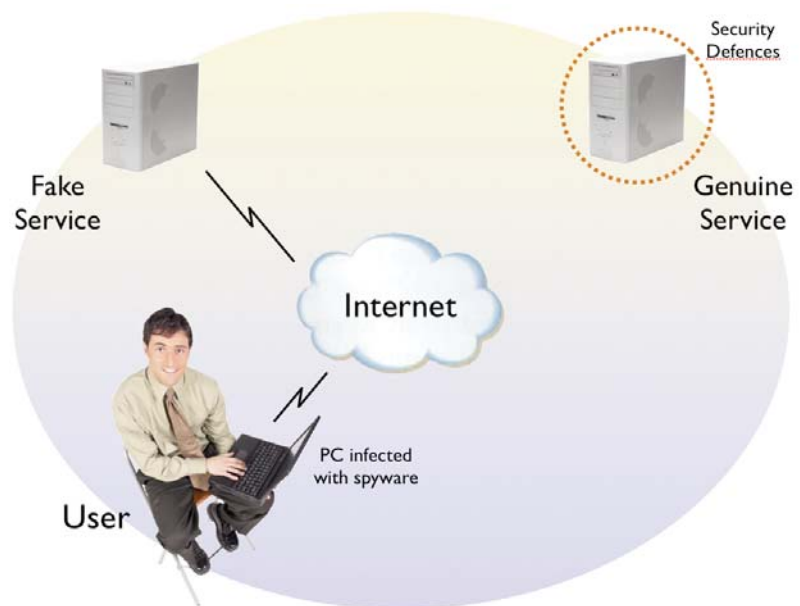 Security
Defences
Fake
Service
Genuine
Service
Internet
PC infected
with spyware
User